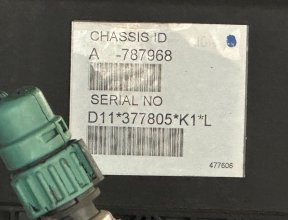 CHASSIS ID
A -787968
SERIAL NO
D11*377805*K1*L
477606